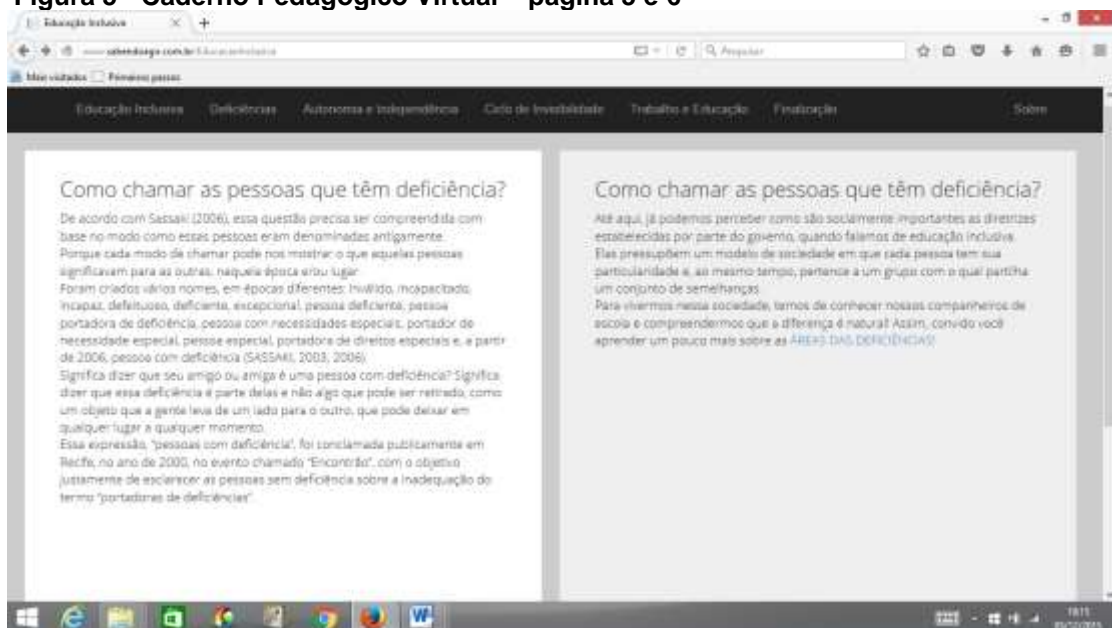 Educação Inclusiva
Pesquisar
Mais visitados Primeiros passos
Educação Inclusiva Deficiências Autonomia e Independência Ciclo de Invisibilidade Trabalho e Educação Finalização Sobre
Como chamar as pessoas que têm deficiência?
De acordo com Sassaki (2006), essa questão precisa ser compreendida com
base no modo como essas pessoas eram denominadas antigamente.
Porque cada modo de chamar pode nos mostrar o que aquelas pessoas
significavam para as outras, naquela época e/ou lugar.
Foram criados vários nomes, em épocas diferentes: Inválido, incapacitado,
incapaz, defeituoso, deficiente, excepcional, pessoa deficiente, pessoa
portadora de deficiência, pessoa com necessidades especiais, portador de
necessidade especial, pessoa especial, portadora de direitos especiais e, a partir
de 2006, pessoa com deficiência (SASSAKI, 2003, 2006).
Significa dizer que seu amigo ou amiga é uma pessoa com deficiência? Significa
dizer que essa deficiência é parte delas e não algo que pode ser retirado, como
um objeto que a gente leva de um lado para o outro, que pode deixar em
qualquer lugar a qualquer momento.
Essa expressão, "pessoas com deficiência", foi conclamada publicamente em
Recife, no ano de 2000, no evento chamado "Encontrão", com o objetivo
justamente de esclarecer as pessoas sem deficiência sobre a inadequação do
termo "portadores de deficiências".
Como chamar as pessoas que têm deficiência?
Até aqui, já podemos perceber como são socialmente importantes as diretrizes
estabelecidas por parte do governo, quando falamos de educação inclusiva.
Elas pressupõem um modelo de sociedade em que cada pessoa tem sua
particularidade e, ao mesmo tempo, pertence a um grupo com o qual partilha
um conjunto de semelhanças.
Para vivermos nessa sociedade, temos de conhecer nossos companheiros de
escola e compreendermos que a diferença é natural! Assim, convido você
aprender um pouco mais sobre as ÁREAS DAS DEFICIÊNCIAS!
18:15
05/12/2015